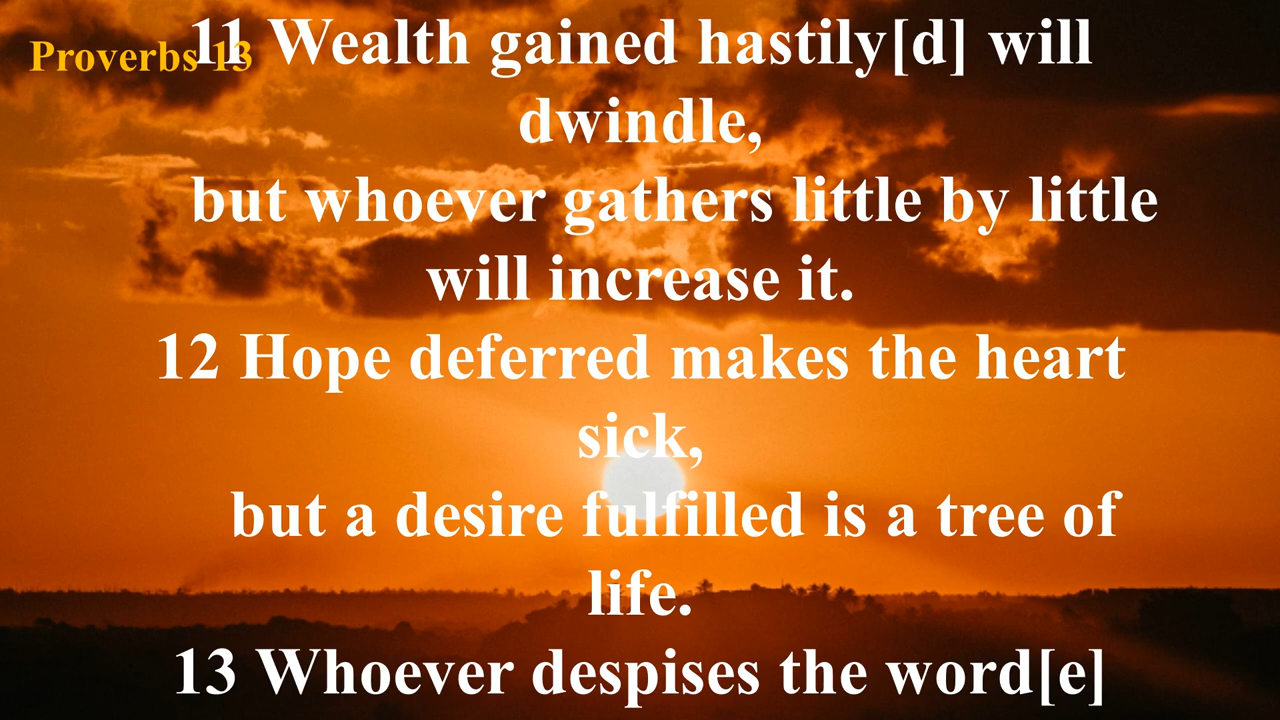 Proverbs 13
11 Wealth gained hastily[d] will
dwindle,
but whoever gathers little by little
will increase it.
12 Hope deferred makes the heart
sick,
but a desire fulfilled is a tree of
life.
13 Whoever despises the word[e]